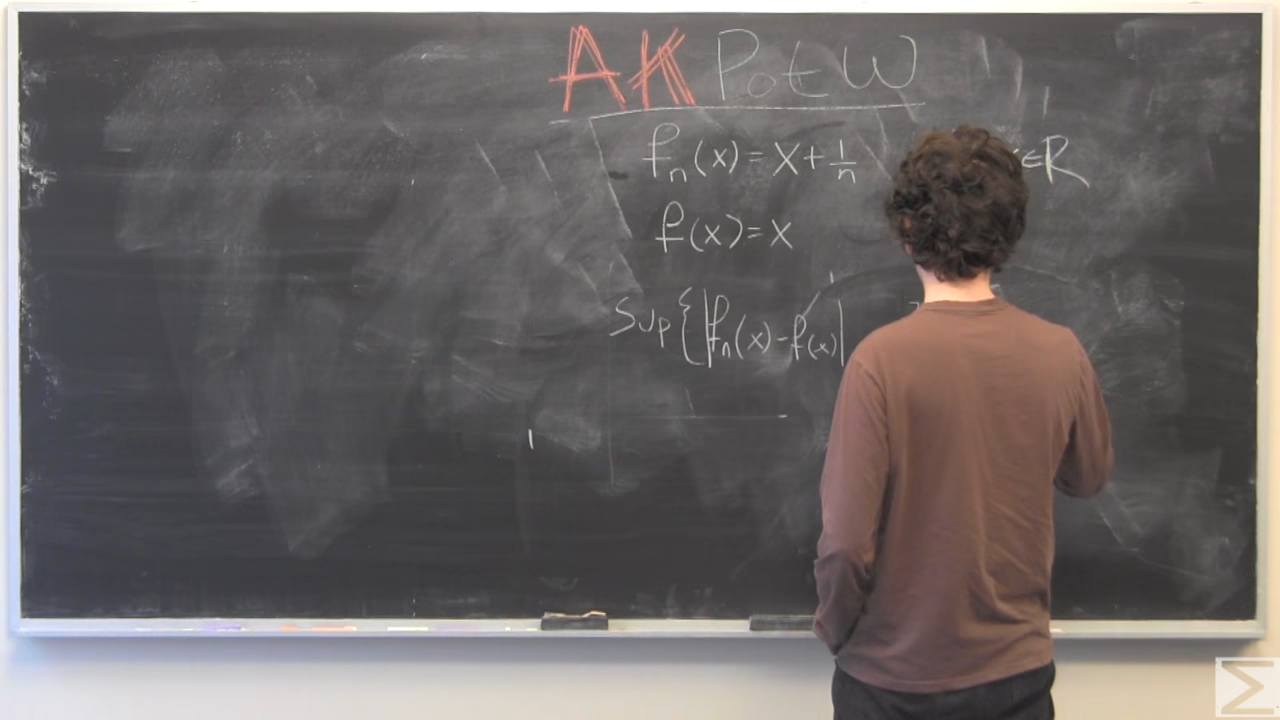 AK PotW
fₙ(x)=x+1/n ∈R
f(x)=x
Sup{|fₙ(x)-f(x)|
Σ